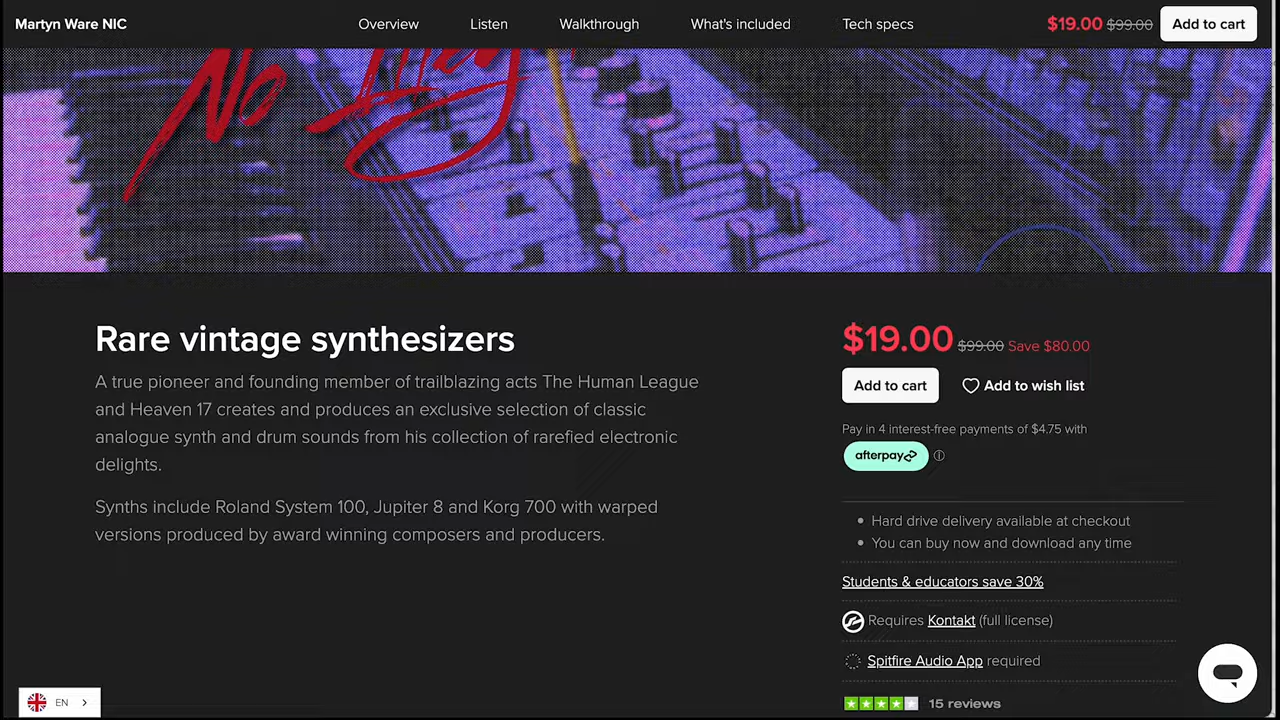 Martyn Ware NIC
Overview
Listen
Walkthrough
What's included
Tech specs
$19.00 $99.00
Add to cart
No
Rare vintage synthesizers
A true pioneer and founding member of trailblazing acts The Human League
and Heaven 17 creates and produces an exclusive selection of classic
analogue synth and drum sounds from his collection of rarefied electronic
delights.
Synths include Roland System 100, Jupiter 8 and Korg 700 with warped
versions produced by award winning composers and producers.
$19.00 $99.00 Save $80.00
Add to cart
Add to wish list
Pay in 4 interest-free payments of $4.75 with
afterpay
Hard drive delivery available at checkout
You can buy now and download any time
Students & educators save 30%
Requires Kontakt (full license)
Spitfire Audio App required
15 reviews
EN